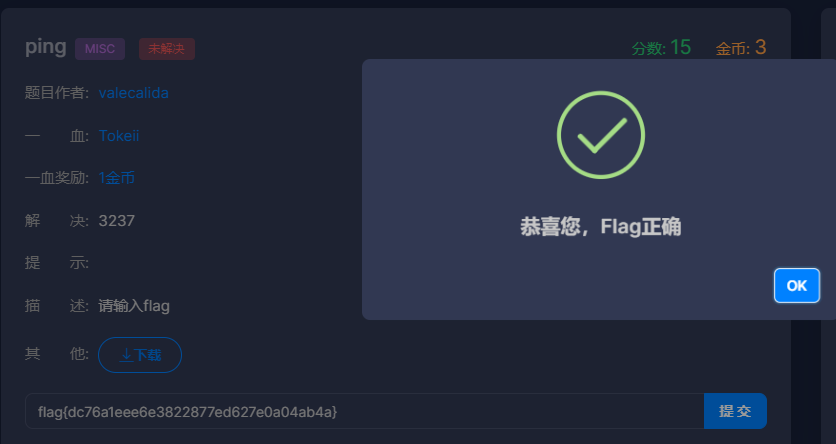 ping MISC 未解决 分数: 15 金币: 3
题目作者: valecalida
一 血: Tokeii
一血奖励: 1金币
恭喜您，Flag正确
解 决: 3237
提 示:
OK
描 述: 请输入flag
其 他: 下载
flag{dc76a1eee6e3822877ed627e0a04ab4a} 提交